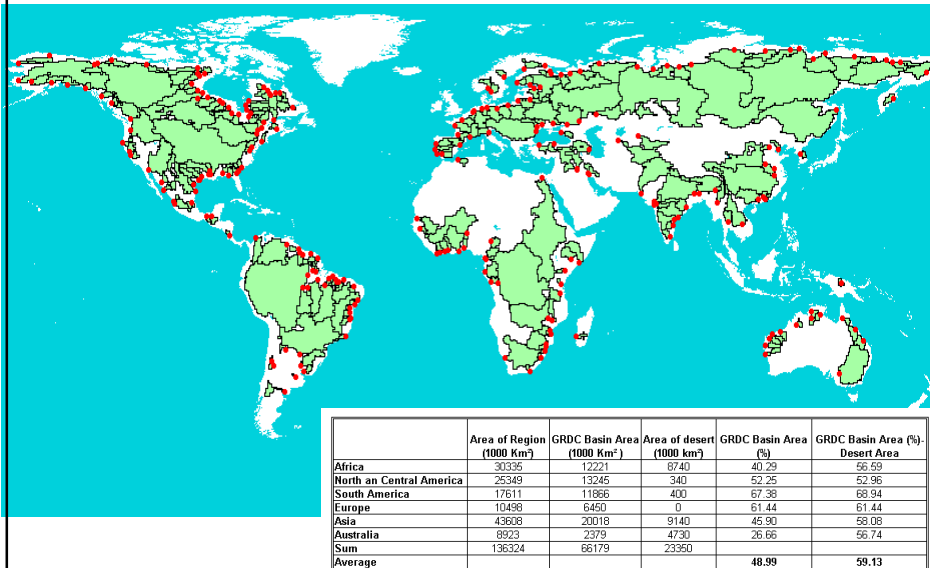 Area of Region GRDC Basin Area Area of desert GRDC Basin Area GRDC Basin Area (%)-
(1000 Km²) (1000 Km² ) (1000 km²) (%) Desert Area
Africa 30335 12221 8740 40.29 56.59
North an Central America 25349 13245 340 52.25 52.96
South America 17611 11866 400 67.38 68.94
Europe 10498 6450 0 61.44 61.44
Asia 43608 20018 9140 45.90 58.08
Australia 8923 2379 4730 26.66 56.74
Sum 136324 66179 23350
Average 48.99 59.13